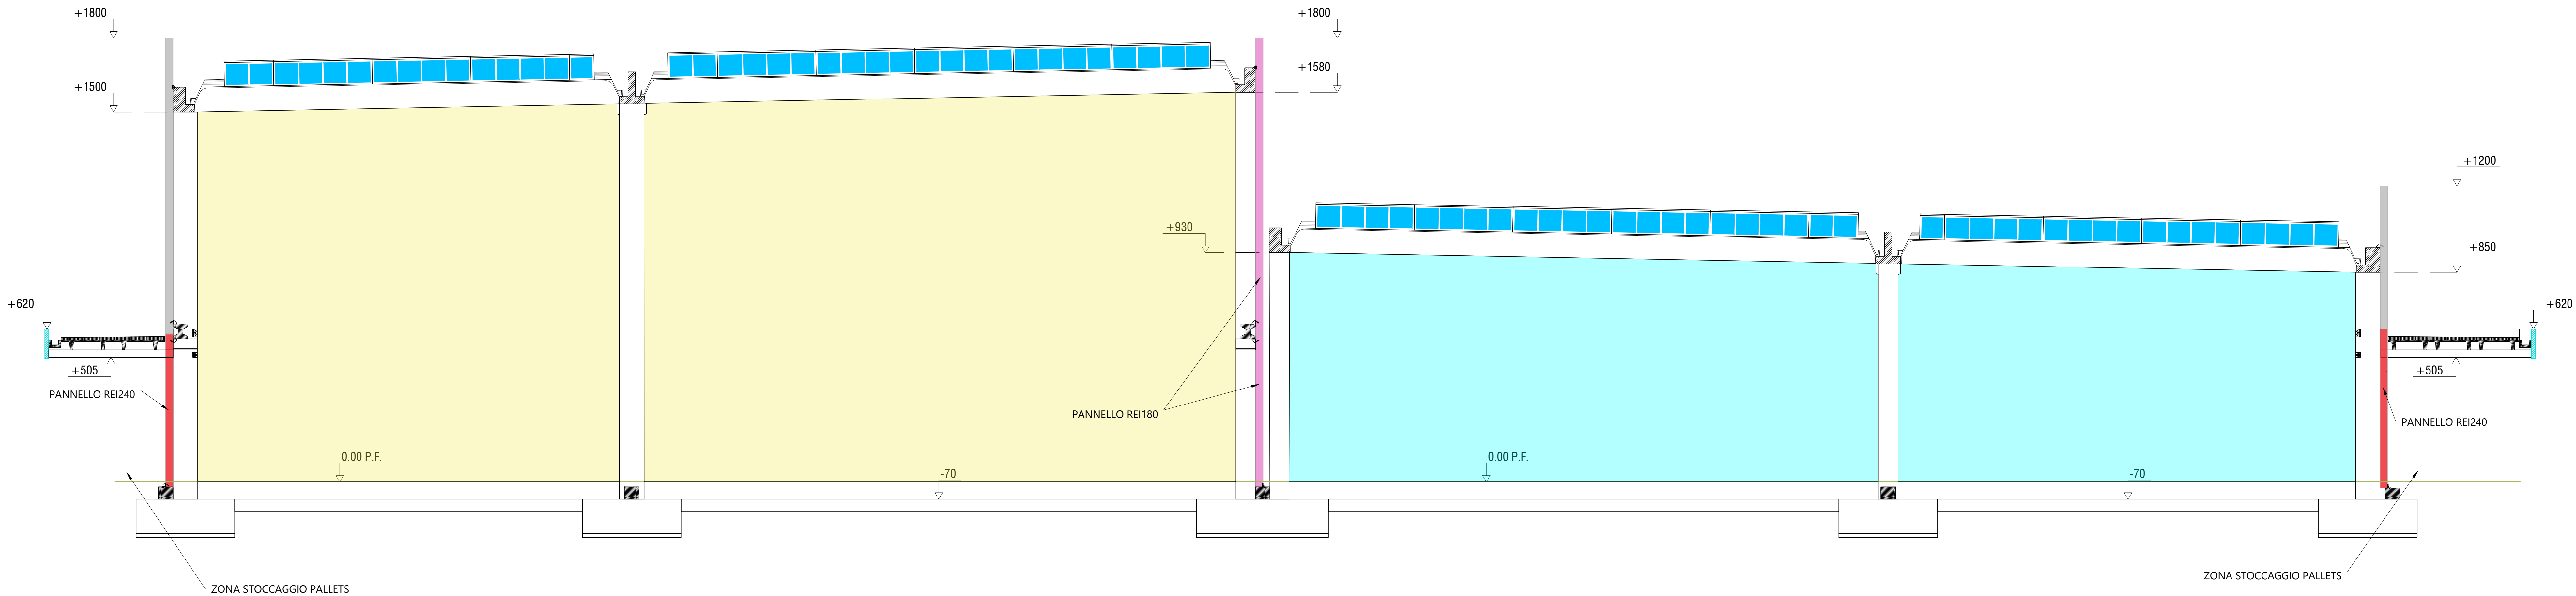 +1800
+1800
+1500
+1580
+1200
+930
+850
+620
+620
+505
+505
PANNELLO REI240
PANNELLO REI180
PANNELLO REI240
0.00 P.F.
0.00 P.F.
-70
-70
ZONA STOCCAGGIO PALLETS
ZONA STOCCAGGIO PALLETS